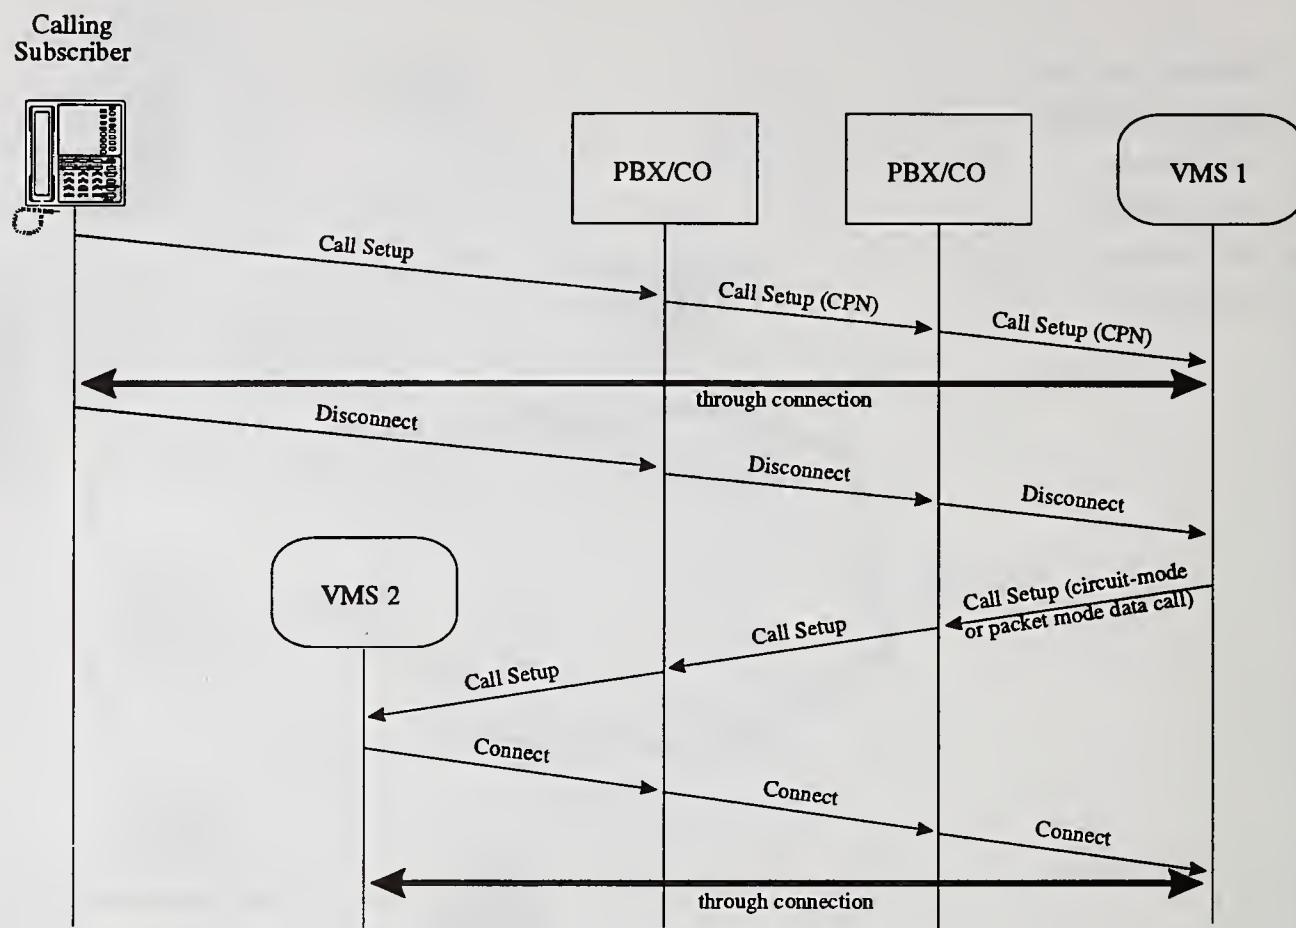 Calling
Subscriber
PBX/CO
PBX/CO
VMS 1
Call Setup
Call Setup (CPN)
Call Setup (CPN)
through connection
Disconnect
Disconnect
Disconnect
VMS 2
Call Setup (circuit-mode
or packet mode data call)
Call Setup
Call Setup
Connect
Connect
Connect
through connection